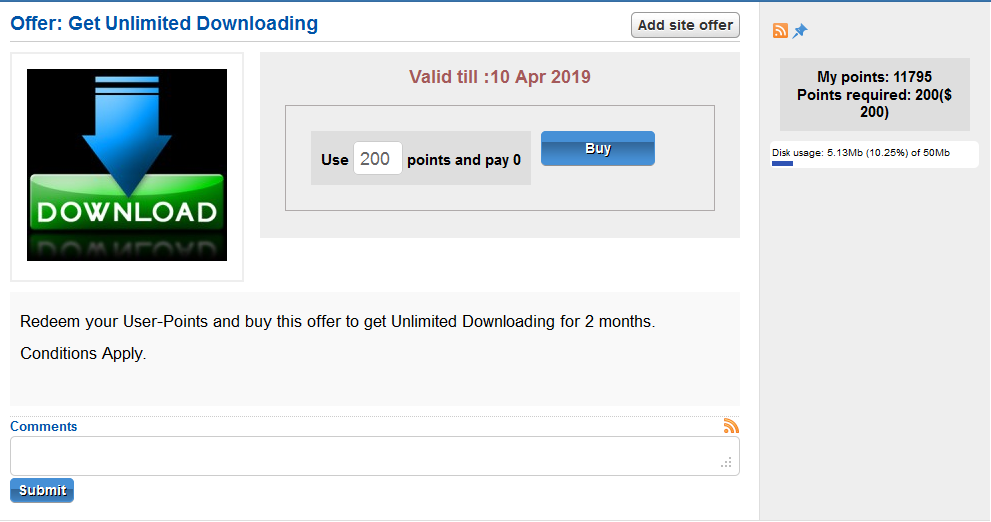 Offer: Get Unlimited Downloading
Add site offer
DOWNLOAD
Valid till :10 Apr 2019
Use 200 points and pay 0
Buy
Redeem your User-Points and buy this offer to get Unlimited Downloading for 2 months.
Conditions Apply.
Comments
Submit
My points: 11795
Points required: 200($
200)
Disk usage: 5.13Mb (10.25%) of 50Mb